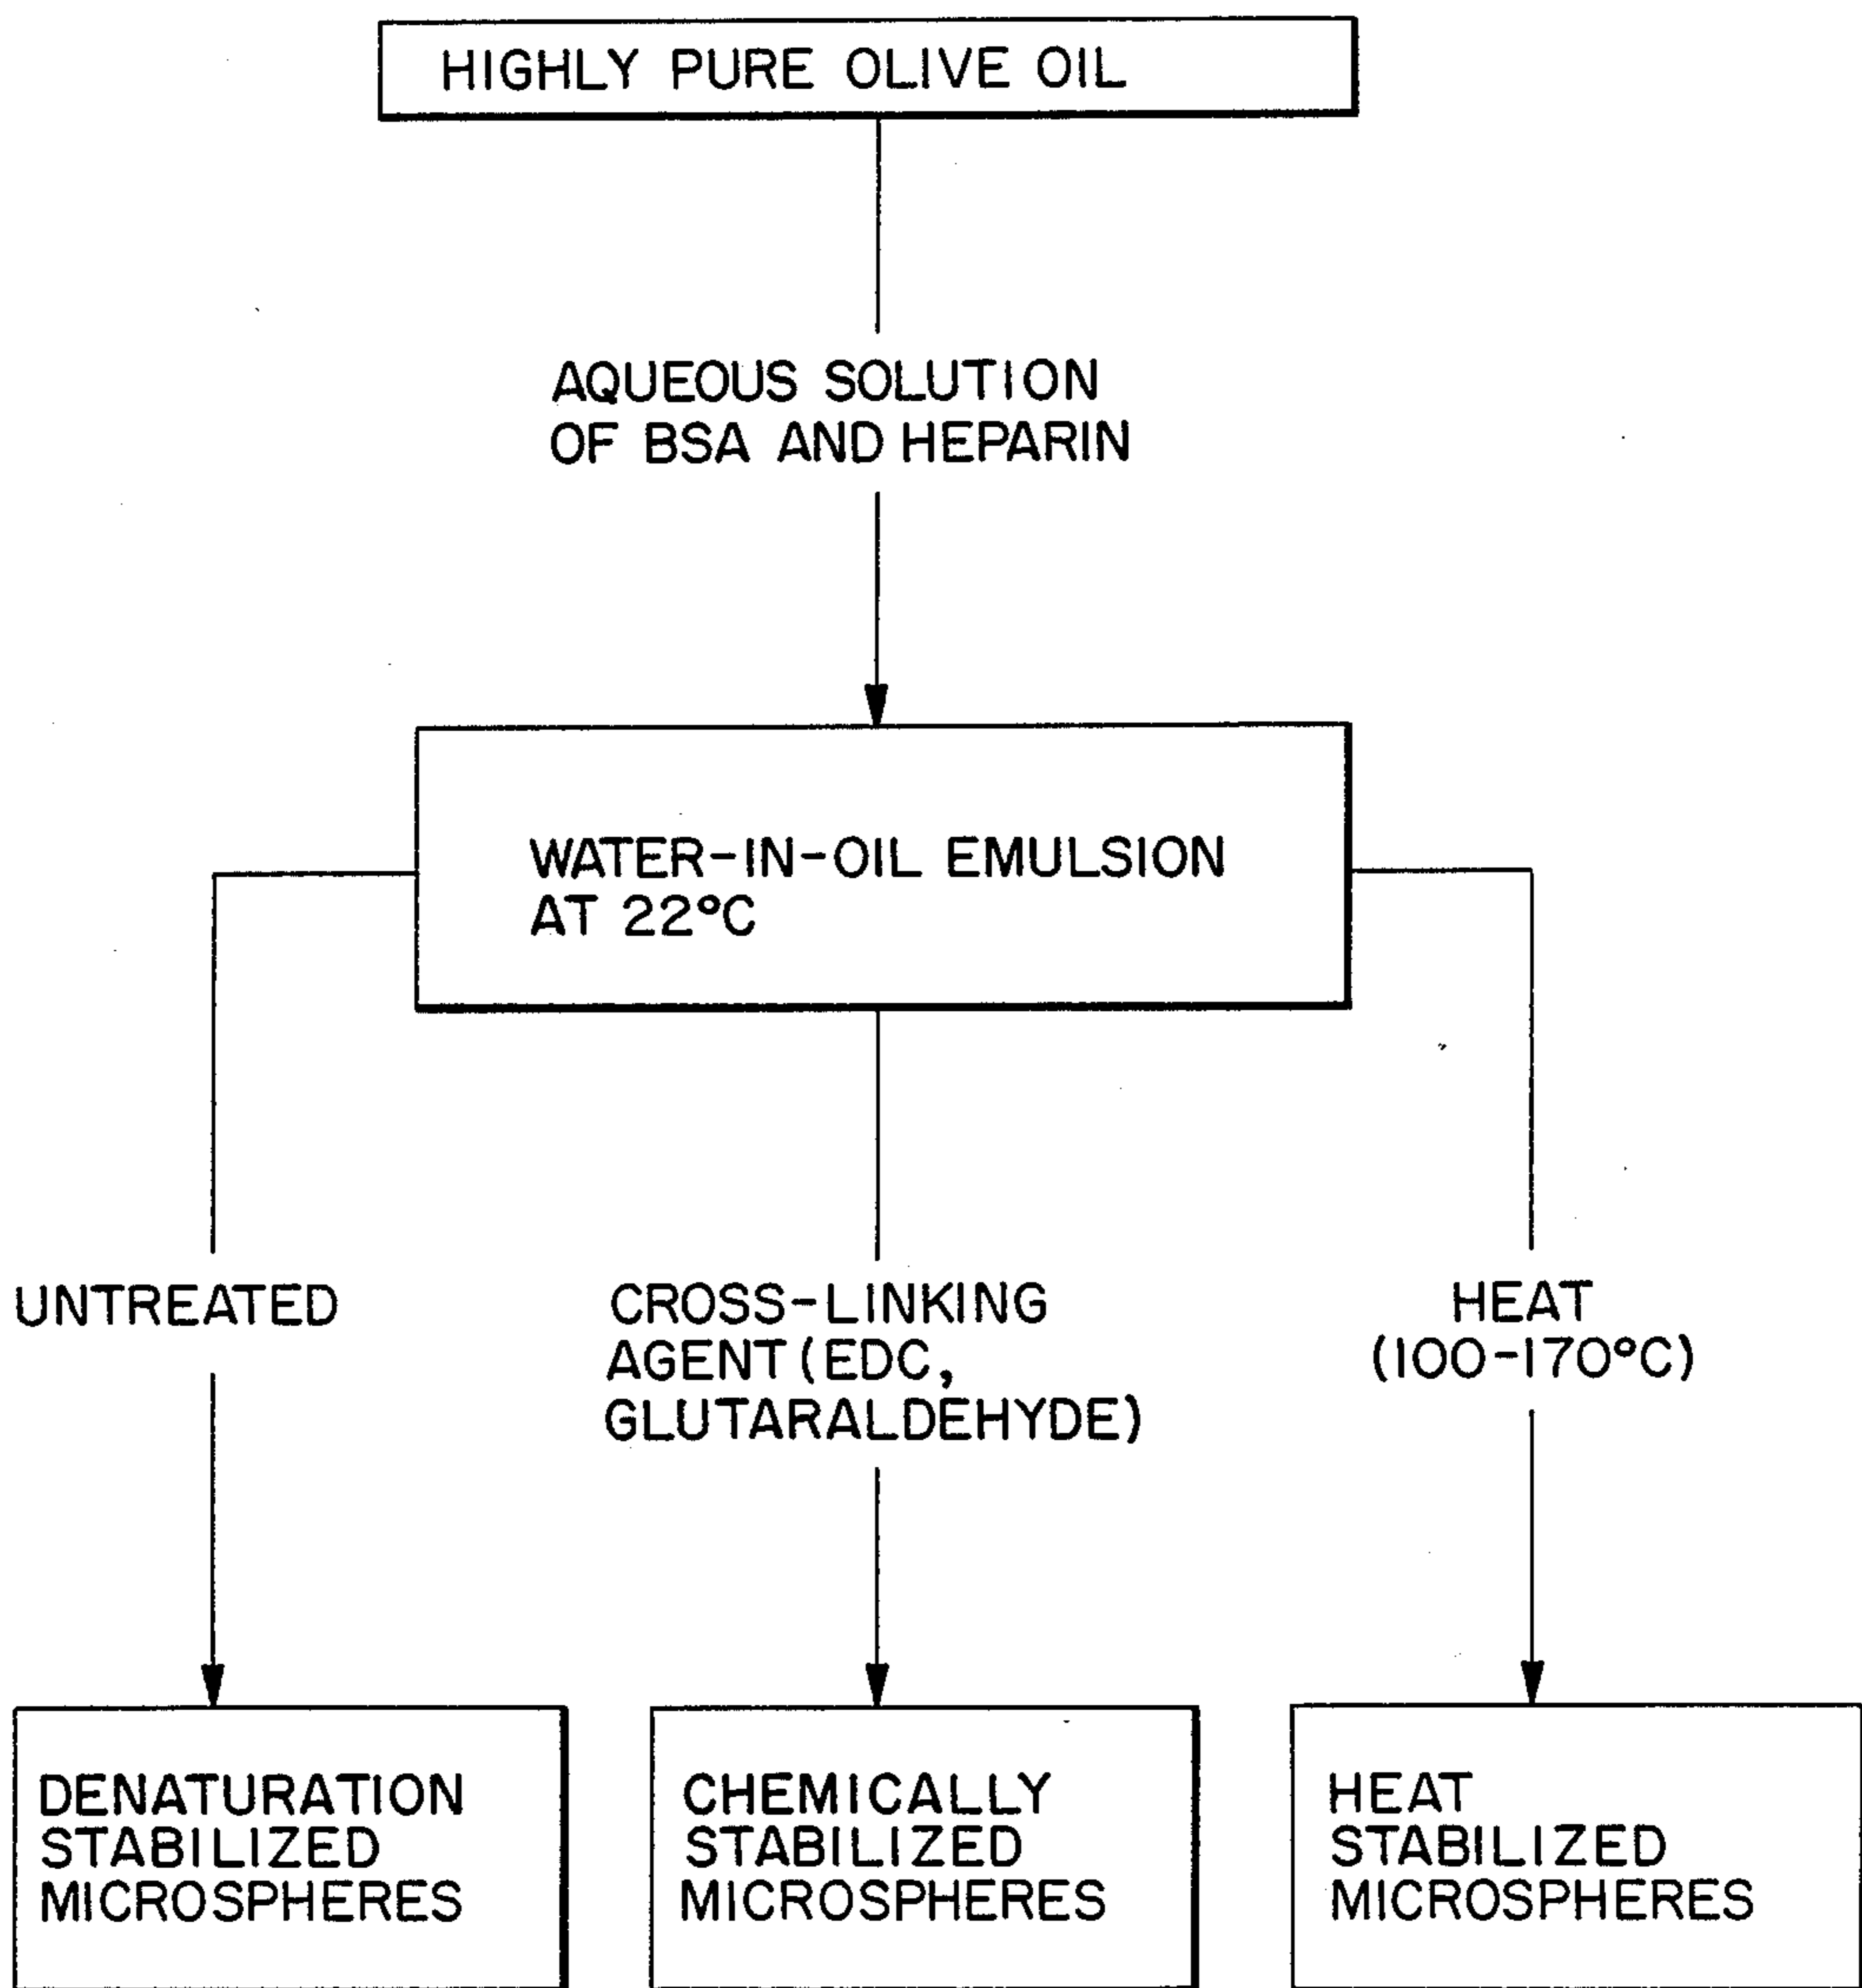 HIGHLY PURE OLIVE OIL
AQUEOUS SOLUTION
OF BSA AND HEPARIN
WATER-IN-OIL EMULSION
AT 22°C
UNTREATED
CROSS-LINKING
AGENT (EDC,
GLUTARALDEHYDE)
HEAT
(100-170°C)
DENATURATION
STABILIZED
MICROSPHERES
CHEMICALLY
STABILIZED
MICROSPHERES
HEAT
STABILIZED
MICROSPHERES